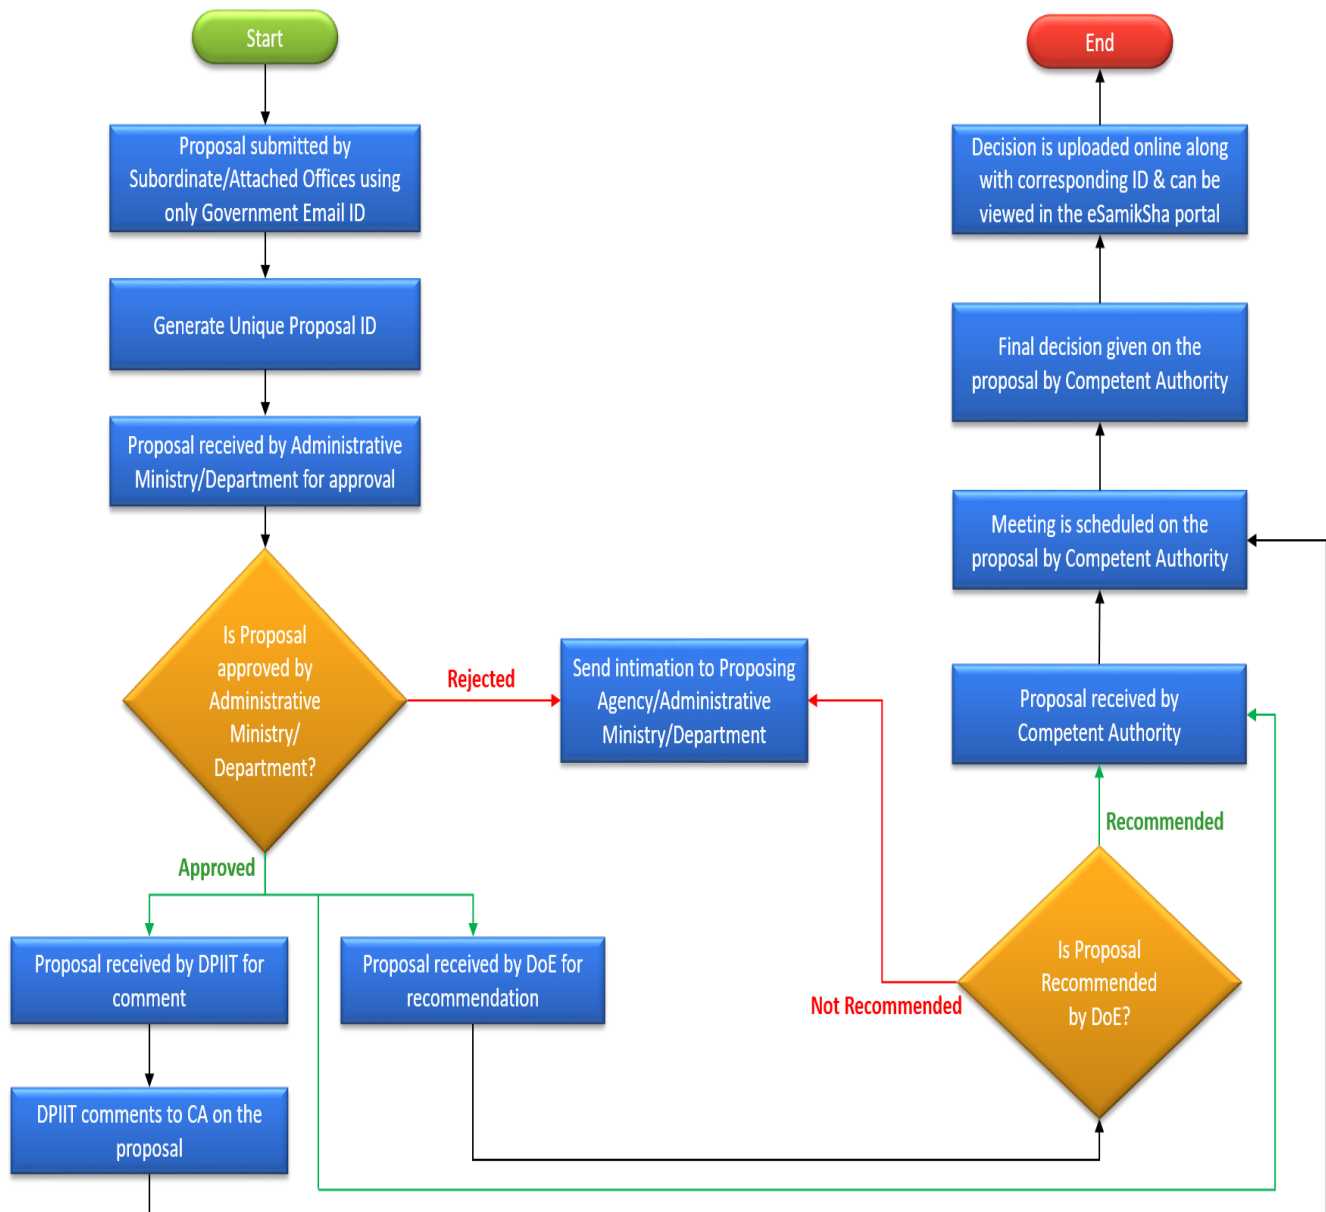 Start
Proposal submitted by
Subordinate/Attached Offices using
only Government Email ID
Generate Unique Proposal ID
Proposal received by Administrative
Ministry/Department for approval
Is Proposal
approved by
Administrative
Ministry/
Department?
Rejected
Send intimation to Proposing
Agency/Administrative
Ministry/Department
Approved
Proposal received by DPIIT for
comment
Proposal received by DoE for
recommendation
DPIIT comments to CA on the
proposal
Is Proposal
Recommended
by DoE?
Not Recommended
Recommended
Proposal received by
Competent Authority
Meeting is scheduled on the
proposal by Competent Authority
Final decision given on the
proposal by Competent Authority
Decision is uploaded online along
with corresponding ID & can be
viewed in the eSamikSha portal
End